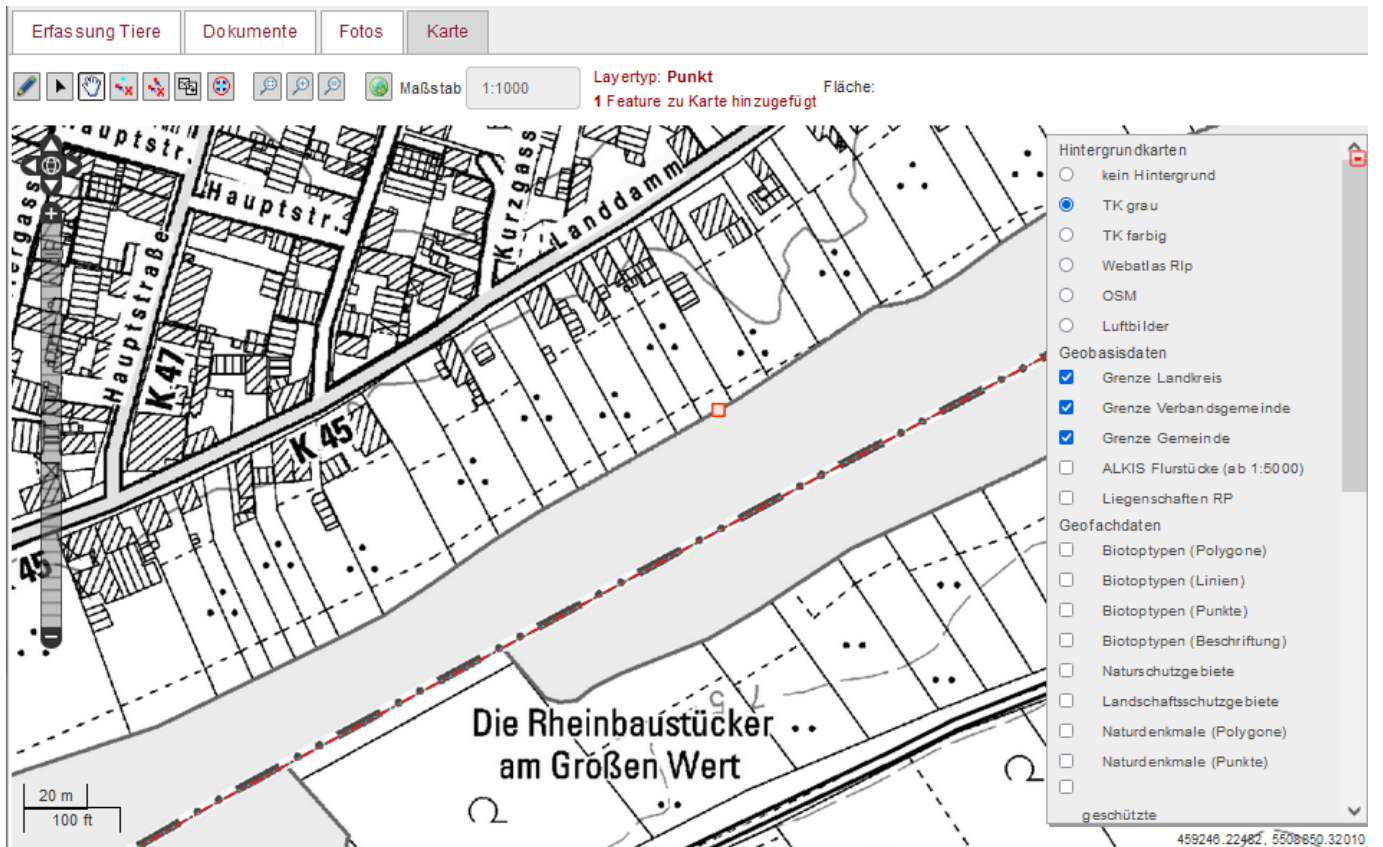 Erfassung Tiere
Dokumente
Fotos
Karte
Maßstab
1:1000
Layertyp: Punkt
1 Feature zu Karte hinzugefügt
Fläche:
Hauptstr.
Hauptstr.
Hauptstraße
Kurzgass
Landdamm
ergass
K 47
K 45
45
Die Rheinbaustücker
am Großen Wert
7,5
20 m
100 ft
Hintergrundkarten
kein Hintergrund
TK grau
TK farbig
Webatlas Rlp
OSM
Luftbilder
Geobasisdaten
Grenze Landkreis
Grenze Verbandsgemeinde
Grenze Gemeinde
ALKIS Flurstücke (ab 1:5000)
Liegenschaften RP
Geofachdaten
Biotoptypen (Polygone)
Biotoptypen (Linien)
Biotoptypen (Punkte)
Biotoptypen (Beschriftung)
Naturschutzgebiete
Landschaftsschutzgebiete
Naturdenkmale (Polygone)
Naturdenkmale (Punkte)
geschützte
459246.22482, 5508850.32010